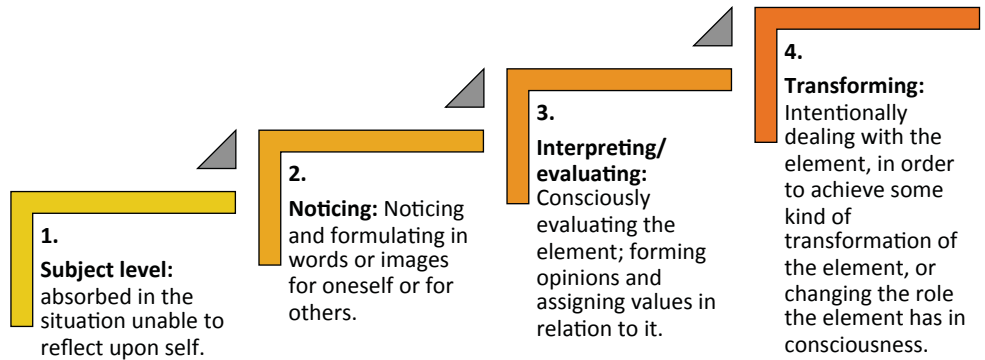 1.
Subject level:
absorbed in the
situation unable to
reflect upon self.
2.
Noticing: Noticing
and formulating in
words or images
for oneself or for
others.
3.
Interpreting/
evaluating:
Consciously
evaluating the
element; forming
opinions and
assigning values in
relation to it.
4.
Transforming:
Intentionally
dealing with the
element, in order
to achieve some
kind of
transformation of
the element, or
changing the role
the element has in
consciousness.